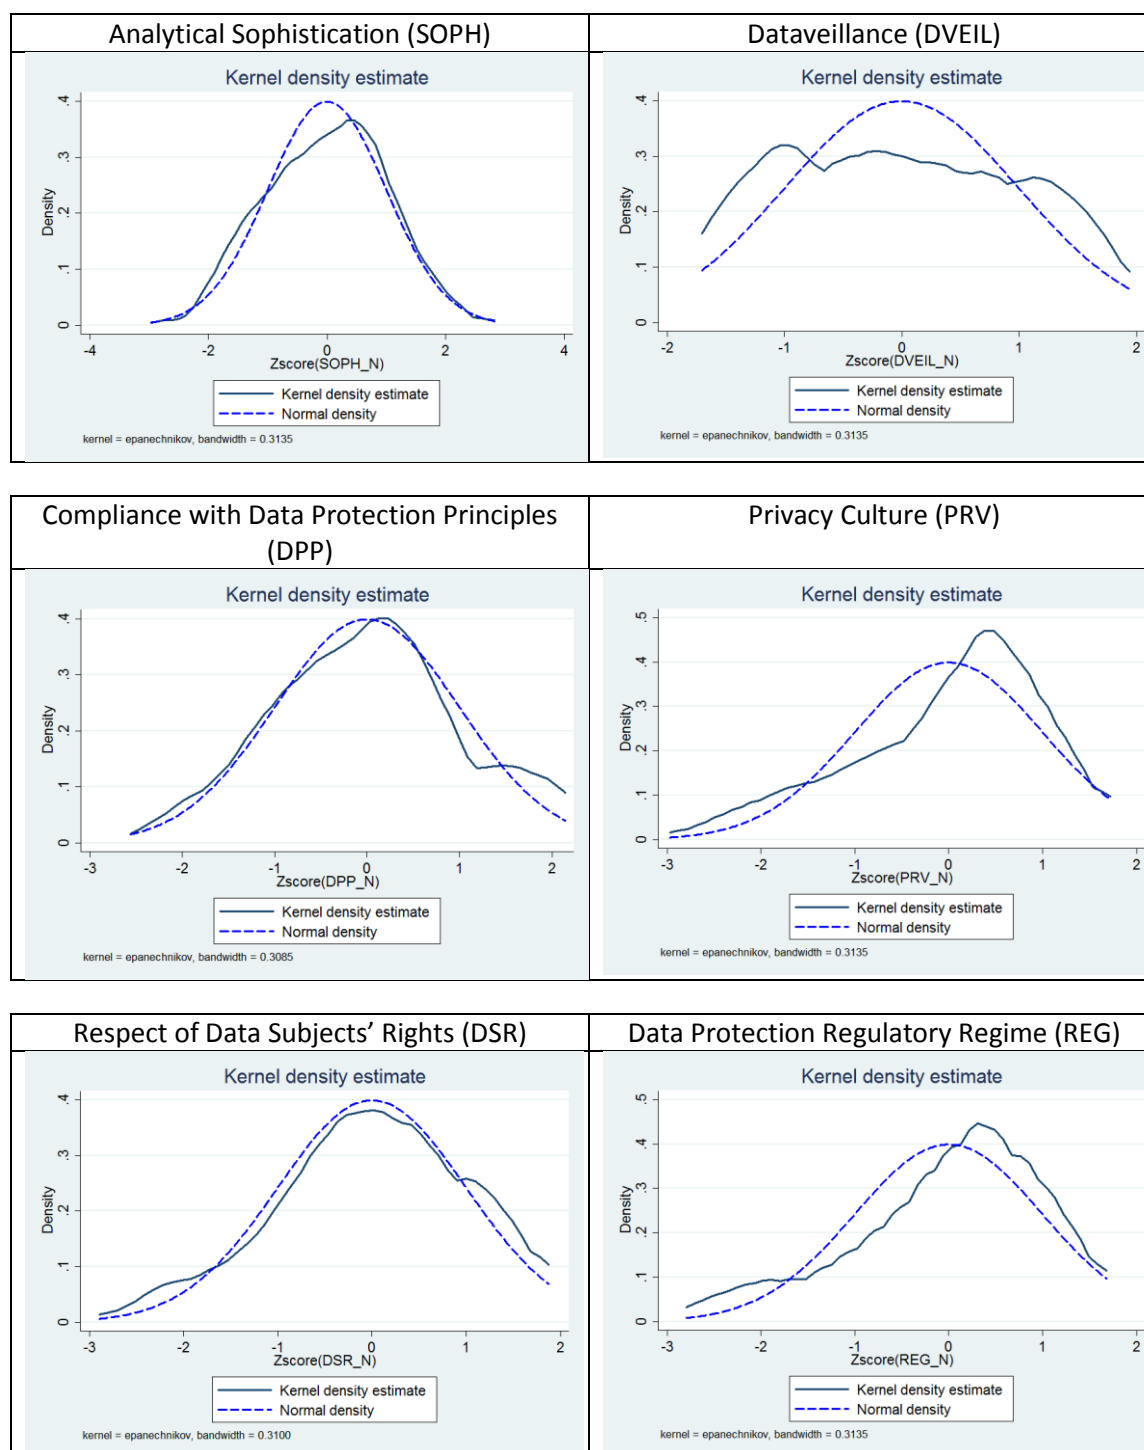 Analytical Sophistication (SOPH)
Kernel density estimate
.4
.3
.2
.1
0
Density
-4
-2
0
2
4
Zscore(SOPH_N)
Kernel density estimate
Normal density
kernel = epanechnikov, bandwidth = 0.3135
Dataveillance (DVEIL)
Kernel density estimate
.4
.3
.2
.1
0
Density
-2
-1
0
1
2
Zscore(DVEIL_N)
Kernel density estimate
Normal density
kernel = epanechnikov, bandwidth = 0.3135
Compliance with Data Protection Principles
(DPP)
Kernel density estimate
.4
.3
.2
.1
0
Density
-3
-2
-1
0
1
2
Zscore(DPP_N)
Kernel density estimate
Normal density
kernel = epanechnikov, bandwidth = 0.3085
Privacy Culture (PRV)
Kernel density estimate
.5
.4
.3
.2
.1
0
Density
-3
-2
-1
0
1
2
Zscore(PRV_N)
Kernel density estimate
Normal density
kernel = epanechnikov, bandwidth = 0.3135
Respect of Data Subjects’ Rights (DSR)
Kernel density estimate
.4
.3
.2
.1
0
Density
-3
-2
-1
0
1
2
Zscore(DSR_N)
Kernel density estimate
Normal density
kernel = epanechnikov, bandwidth = 0.3100
Data Protection Regulatory Regime (REG)
Kernel density estimate
.5
.4
.3
.2
.1
0
Density
-3
-2
-1
0
1
2
Zscore(REG_N)
Kernel density estimate
Normal density
kernel = epanechnikov, bandwidth = 0.3135